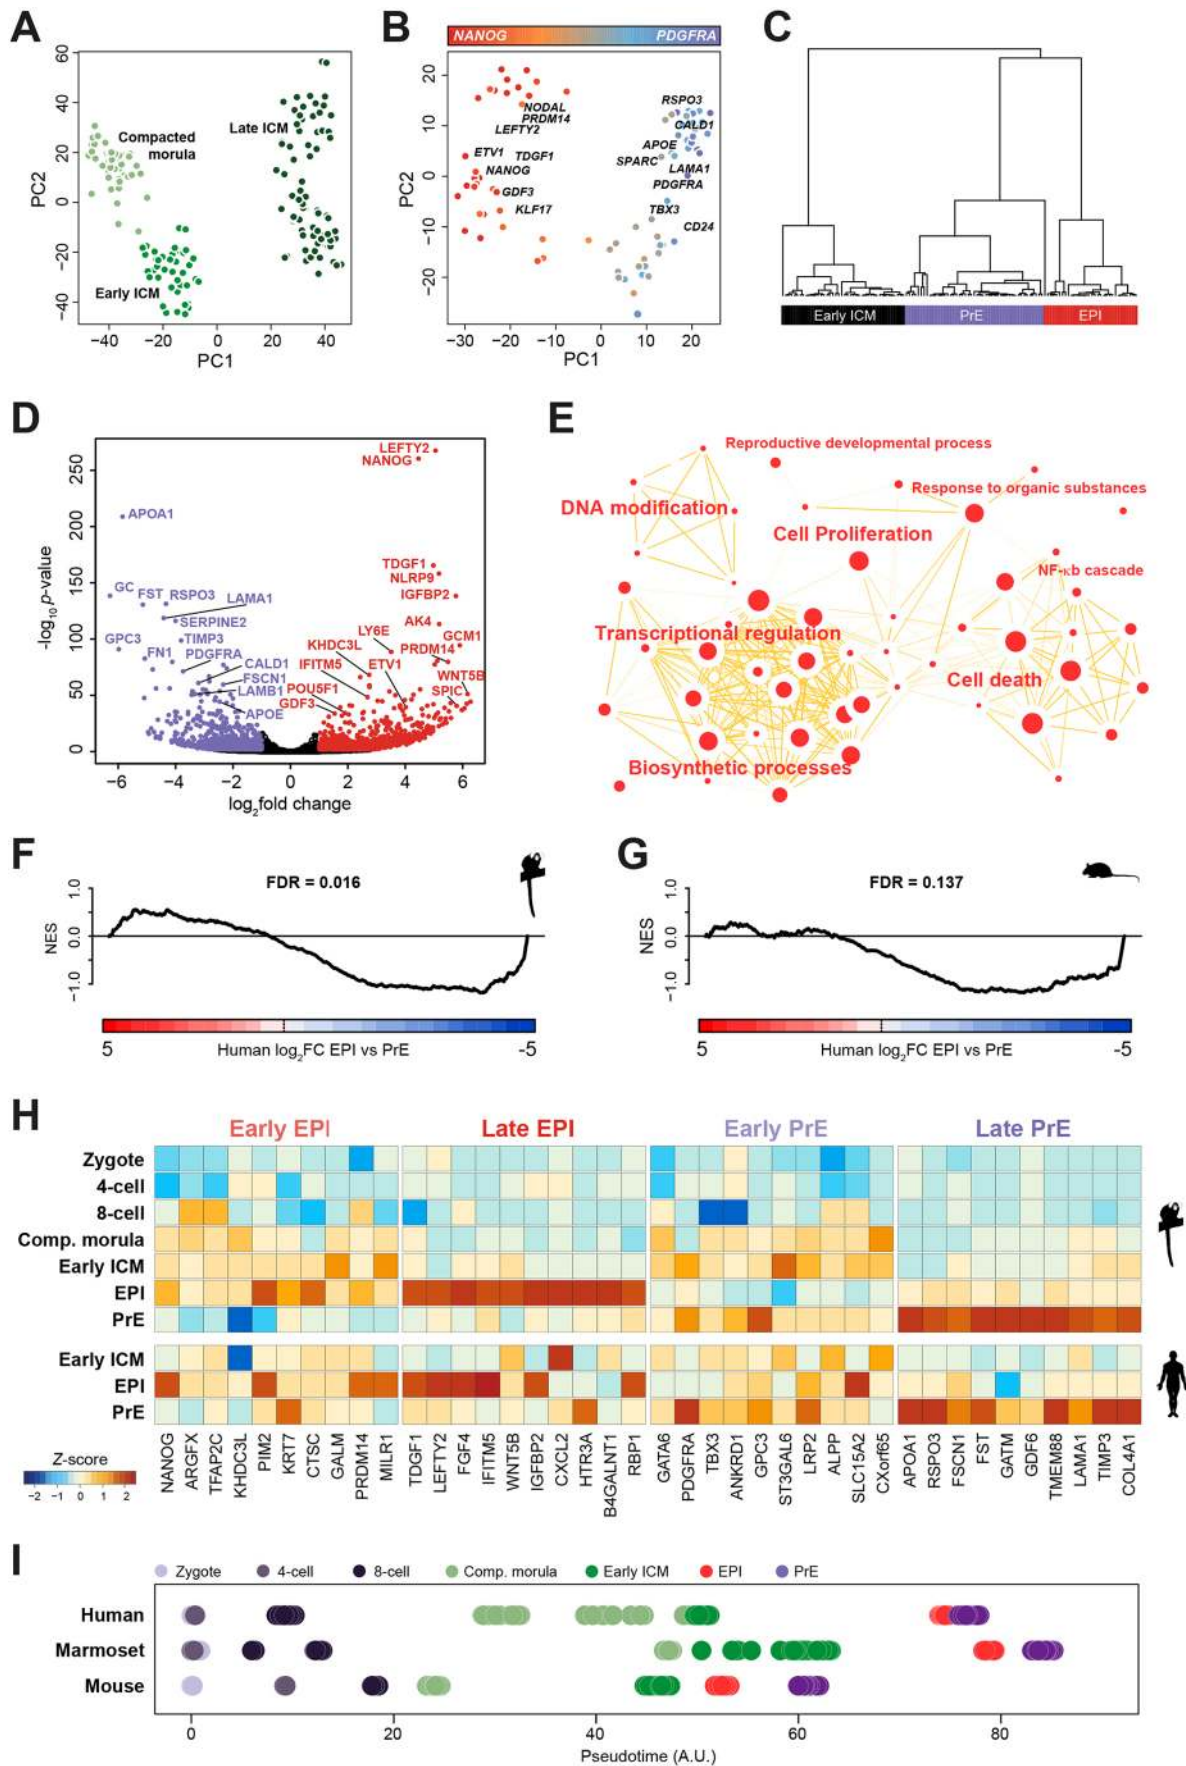 A
PC2
60
40
20
0
−20
−40
Compacted
morula
Late ICM
Early ICM
−40
−20
0
20
40
PC1
B
NANOG
PDGFRA
PC2
20
10
0
−10
−20
NODAL
PRDM14
LEFTY2
ETV1
TDGF1
NANOG
GDF3
KLF17
RSPO3
CALD1
APOE
SPARC
LAMA1
PDGFRA
TBX3
CD24
−30
−20
−10
0
10
20
PC1
C
Early ICM
PrE
EPI
D
-log10 p-value
250
200
150
100
50
0
LEFTY2
NANOG
APOA1
TDGF1
NLRP9
IGFBP2
GC
FST
RSPO3
LAMA1
SERPINE2
AK4
GCM1
GPC3
FN1
TIMP3
PDGFRA
LY6E
KHDC3L
PRDM14
CALD1
IFITM5
ETV1
WNT5B
FSCN1
POU5F1
SPIC
LAMB1
GDF3
APOE
−6
−4
−2
0
2
4
6
log2fold change
E
Reproductive developmental process
Response to organic substances
DNA modification
Cell Proliferation
NF-κb cascade
Transcriptional regulation
Cell death
Biosynthetic processes
F
FDR = 0.016
NES
1.0
0.0
−1.0
5
Human log2FC EPI vs PrE
-5
G
FDR = 0.137
NES
1.0
0.0
−1.0
5
Human log2FC EPI vs PrE
-5
H
Early EPI
Late EPI
Early PrE
Late PrE
Zygote
4-cell
8-cell
Comp. morula
Early ICM
EPI
PrE
Early ICM
EPI
PrE
Z-score
−2 −1 0 1 2
NANOG
ARGFX
TFAP2C
KHDC3L
PIM2
KRT7
CTSC
GALM
PRDM14
MILR1
TDGF1
LEFTY2
FGF4
IFITM5
WNT5B
IGFBP2
CXCL2
HTR3A
B4GALNT1
RBP1
GATA6
PDGFRA
TBX3
ANKRD1
GPC3
ST3GAL6
LRP2
ALPP
SLC15A2
CXorf65
APOA1
RSPO3
FSCN1
FST
GATM
GDF6
TMEM88
LAMA1
TIMP3
COL4A1
I
Zygote
4-cell
8-cell
Comp. morula
Early ICM
EPI
PrE
Human
Marmoset
Mouse
0
20
40
60
80
Pseudotime (A.U.)